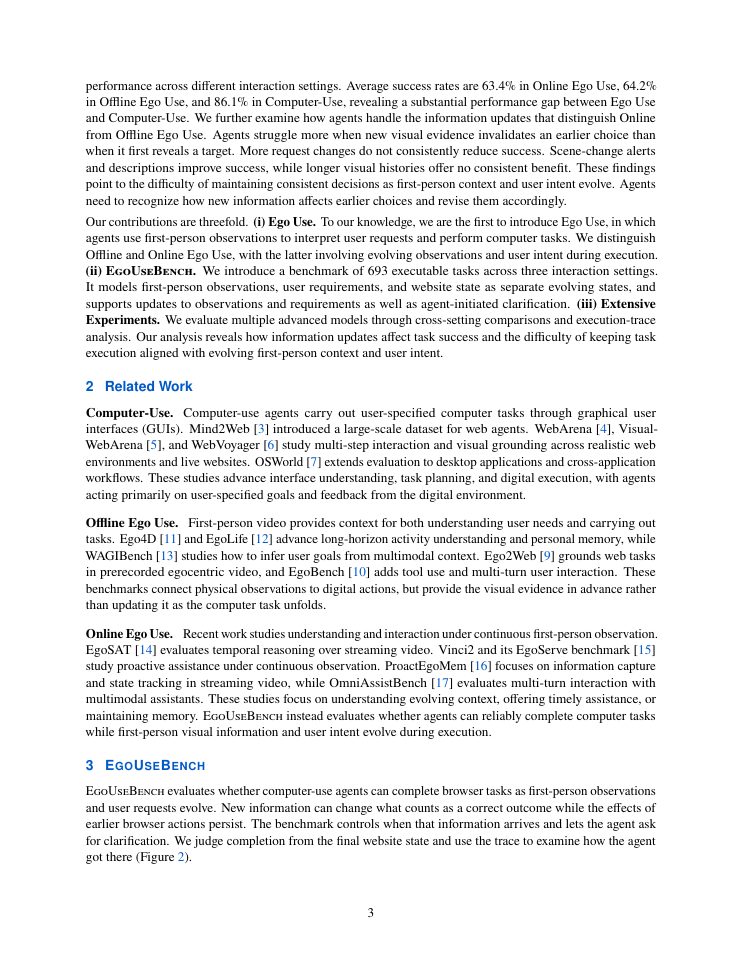 performance across different interaction settings. Average success rates are 63.4% in Online Ego Use, 64.2%
in Offline Ego Use, and 86.1% in Computer-Use, revealing a substantial performance gap between Ego Use
and Computer-Use. We further examine how agents handle the information updates that distinguish Online
from Offline Ego Use. Agents struggle more when new visual evidence invalidates an earlier choice than
when it first reveals a target. More request changes do not consistently reduce success. Scene-change alerts
and descriptions improve success, while longer visual histories offer no consistent benefit. These findings
point to the difficulty of maintaining consistent decisions as first-person context and user intent evolve. Agents
need to recognize how new information affects earlier choices and revise them accordingly.
Our contributions are threefold. (i) Ego Use. To our knowledge, we are the first to introduce Ego Use, in which
agents use first-person observations to interpret user requests and perform computer tasks. We distinguish
Offline and Online Ego Use, with the latter involving evolving observations and user intent during execution.
(ii) EGOUSEBENCH. We introduce a benchmark of 693 executable tasks across three interaction settings.
It models first-person observations, user requirements, and website state as separate evolving states, and
supports updates to observations and requirements as well as agent-initiated clarification. (iii) Extensive
Experiments. We evaluate multiple advanced models through cross-setting comparisons and execution-trace
analysis. Our analysis reveals how information updates affect task success and the difficulty of keeping task
execution aligned with evolving first-person context and user intent.
2 Related Work
Computer-Use. Computer-use agents carry out user-specified computer tasks through graphical user
interfaces (GUIs). Mind2Web [3] introduced a large-scale dataset for web agents. WebArena [4], Visual-
WebArena [5], and WebVoyager [6] study multi-step interaction and visual grounding across realistic web
environments and live websites. OSWorld [7] extends evaluation to desktop applications and cross-application
workflows. These studies advance interface understanding, task planning, and digital execution, with agents
acting primarily on user-specified goals and feedback from the digital environment.
Offline Ego Use. First-person video provides context for both understanding user needs and carrying out
tasks. Ego4D [11] and EgoLife [12] advance long-horizon activity understanding and personal memory, while
WAGIBench [13] studies how to infer user goals from multimodal context. Ego2Web [9] grounds web tasks
in prerecorded egocentric video, and EgoBench [10] adds tool use and multi-turn user interaction. These
benchmarks connect physical observations to digital actions, but provide the visual evidence in advance rather
than updating it as the computer task unfolds.
Online Ego Use. Recent work studies understanding and interaction under continuous first-person observation.
EgoSAT [14] evaluates temporal reasoning over streaming video. Vinci2 and its EgoServe benchmark [15]
study proactive assistance under continuous observation. ProactEgoMem [16] focuses on information capture
and state tracking in streaming video, while OmniAssistBench [17] evaluates multi-turn interaction with
multimodal assistants. These studies focus on understanding evolving context, offering timely assistance, or
maintaining memory. EGOUSEBENCH instead evaluates whether agents can reliably complete computer tasks
while first-person visual information and user intent evolve during execution.
3 EGOUSEBENCH
EGOUSEBENCH evaluates whether computer-use agents can complete browser tasks as first-person observations
and user requests evolve. New information can change what counts as a correct outcome while the effects of
earlier browser actions persist. The benchmark controls when that information arrives and lets the agent ask
for clarification. We judge completion from the final website state and use the trace to examine how the agent
got there (Figure 2).
3